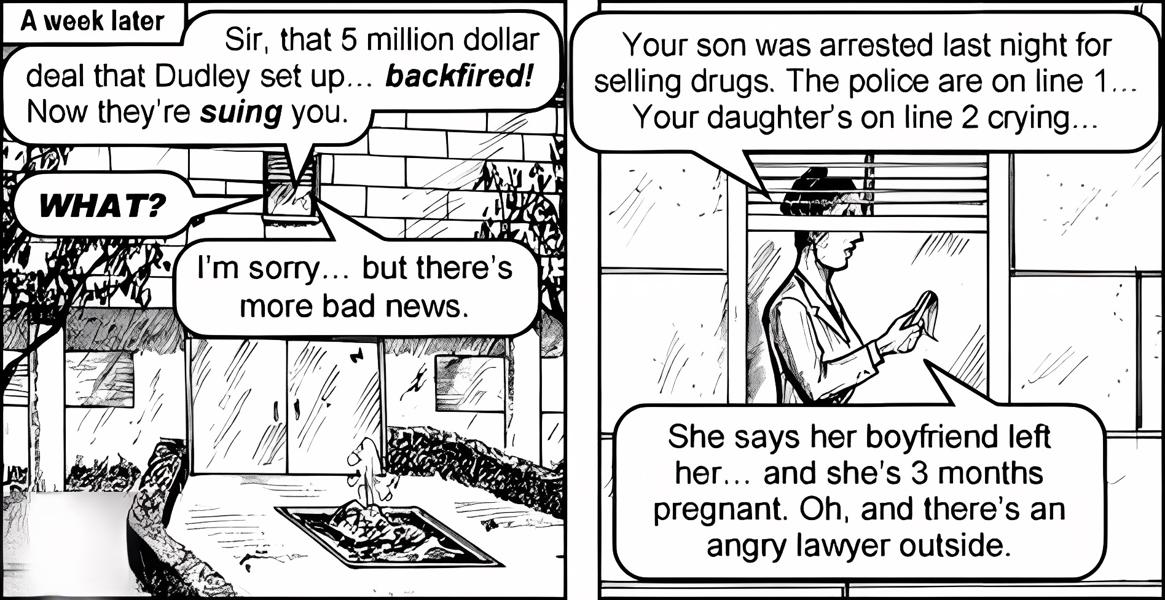 A week later
Sir, that 5 million dollar
deal that Dudley set up... backfired!
Now they're suing you.
WHAT?
I'm sorry... but there's
more bad news.
Your son was arrested last night for
selling drugs. The police are on line 1...
Your daughter's on line 2 crying...
She says her boyfriend left
her... and she's 3 months
pregnant. Oh, and there's an
angry lawyer outside.